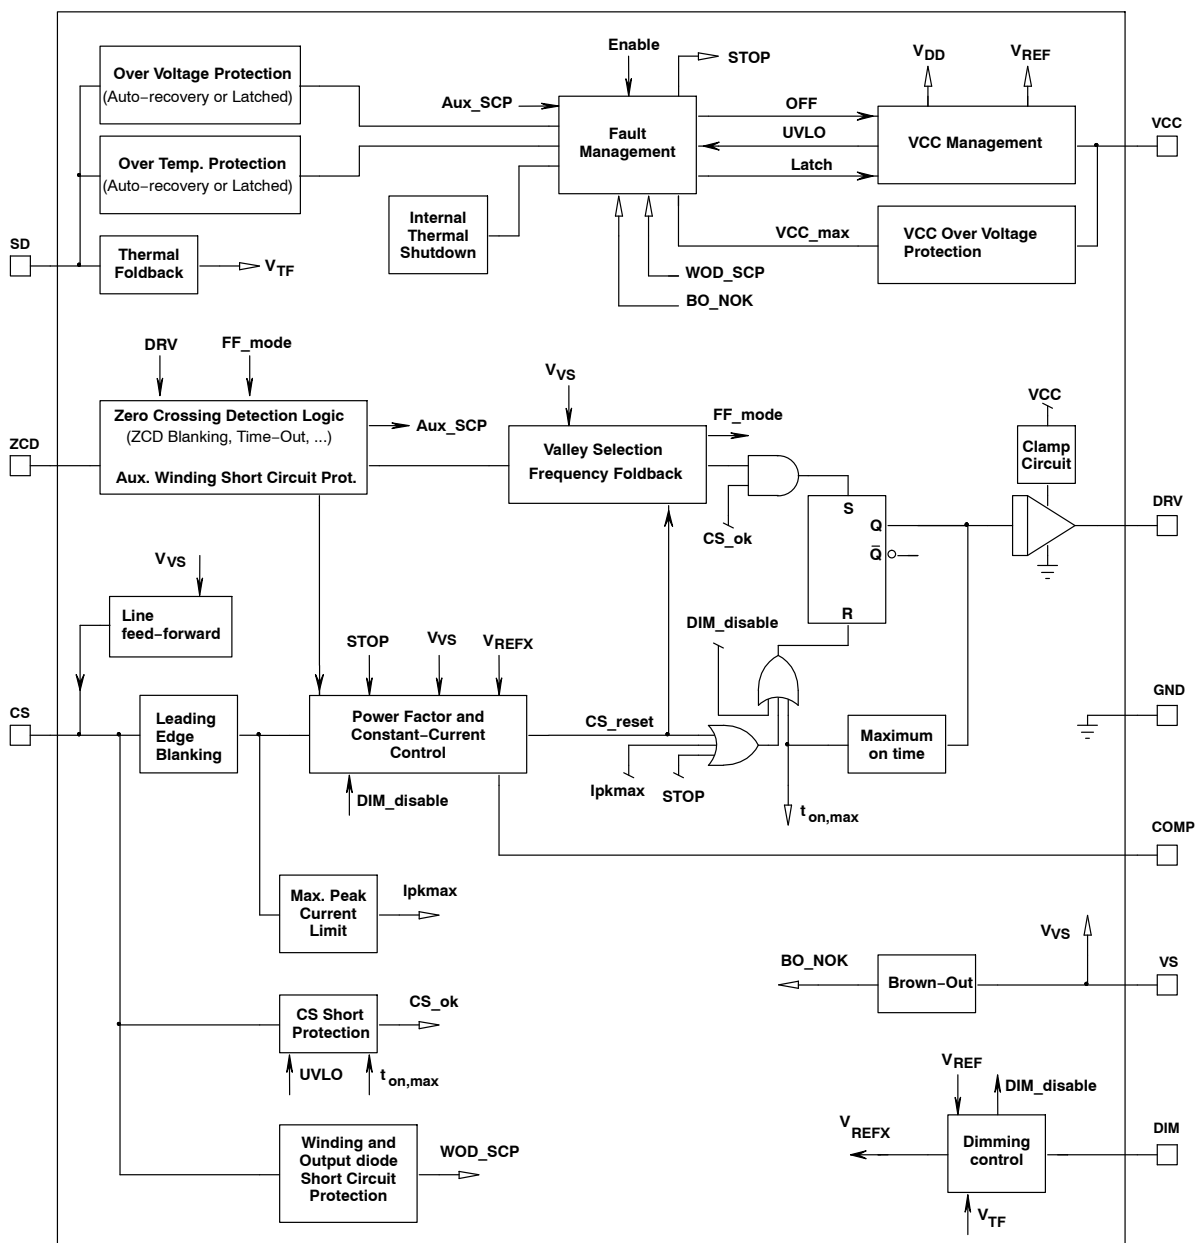 Over Voltage Protection
(Auto-recovery or Latched)
Over Temp. Protection
(Auto-recovery or Latched)
SD
Thermal
Foldback
VTF
Enable
STOP
Aux_SCP
Fault
Management
OFF
UVLO
Latch
VDD
VREF
VCC Management
VCC
Internal
Thermal
Shutdown
VCC_max
VCC Over Voltage
Protection
WOD_SCP
BO_NOK
DRV
FF_mode
ZCD
Zero Crossing Detection Logic
(ZCD Blanking, Time-Out, ...)
Aux. Winding Short Circuit Prot.
Aux_SCP
VVS
Valley Selection
Frequency Foldback
FF_mode
CS_ok
S
Q
Q̅
R
VCC
Clamp
Circuit
DRV
VVS
Line
feed-forward
STOP
VVS
VREFX
DIM_disable
GND
CS
Leading
Edge
Blanking
Power Factor and
Constant-Current
Control
CS_reset
Ipkmax
STOP
Maximum
on time
DIM_disable
ton,max
COMP
Max. Peak
Current
Limit
Ipkmax
VVS
BO_NOK
Brown-Out
VS
CS Short
Protection
CS_ok
UVLO
ton,max
VREF
DIM_disable
VREFX
Dimming
control
DIM
VTF
Winding and
Output diode
Short Circuit
Protection
WOD_SCP